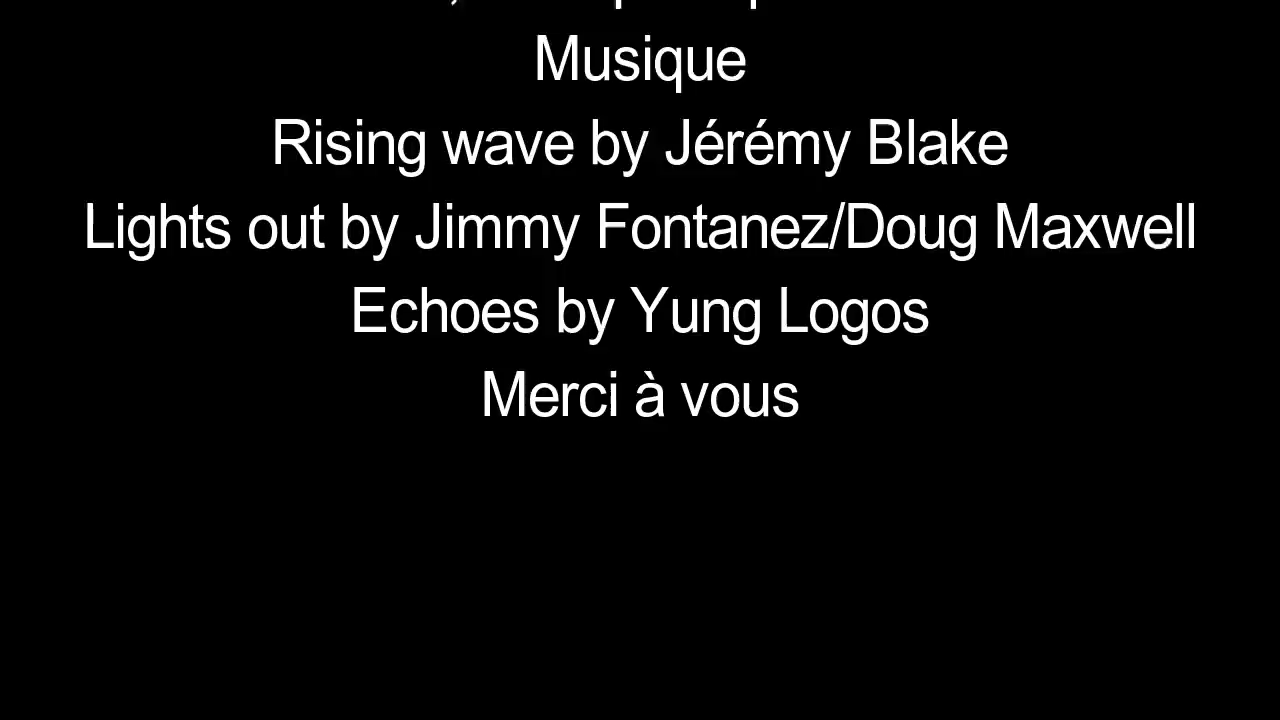 Musique
Rising wave by Jérémy Blake
Lights out by Jimmy Fontanez/Doug Maxwell
Echoes by Yung Logos
Merci à vous